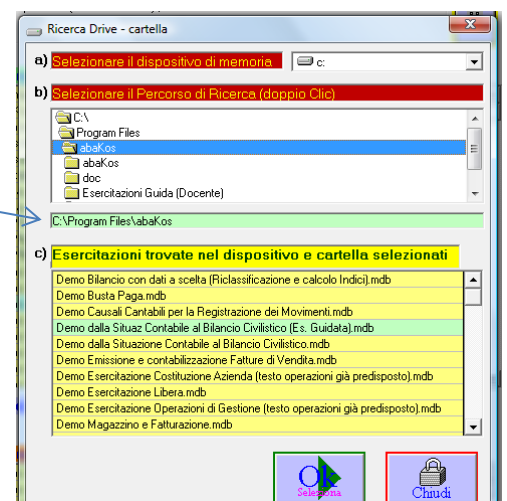 Ricerca Drive - cartella
a) Selezionare il dispositivo di memoria
c:
b) Selezionare il Percorso di Ricerca (doppio Clic)
C:\
Program Files
abaKos
abaKos
doc
Esercitazioni Guida (Docente)
C:\Program Files\abaKos
c) Esercitazioni trovate nel dispositivo e cartella selezionati
Demo Bilancio con dati a scelta (Riclassificazione e calcolo Indici).mdb
Demo Busta Paga.mdb
Demo Causali Cantabili per la Registrazione dei Movimenti.mdb
Demo dalla Situaz Contabile al Bilancio Civilistico (Es. Guidata).mdb
Demo dalla Situazione Contabile al Bilancio Civilistico.mdb
Demo Emissione e contabilizzazione Fatture di Vendita.mdb
Demo Esercitazione Costituzione Azienda (testo operazioni già predisposto).mdb
Demo Esercitazione Libera.mdb
Demo Esercitazione Operazioni di Gestione (testo operazioni già predisposto).mdb
Demo Magazzino e Fatturazione.mdb
Ok
Seleziona
Chiudi